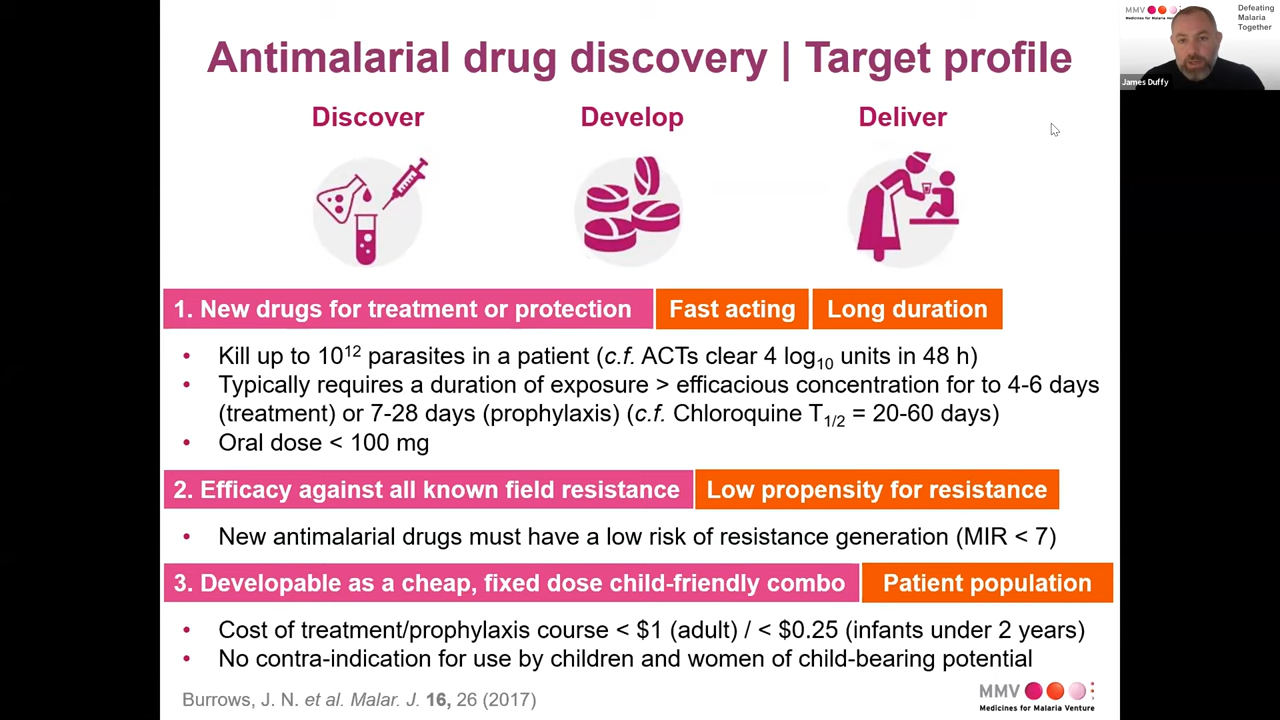 Antimalarial drug discovery | Target profile
MMV
Medicines for Malaria Venture
Defeating
Malaria
Together
James Duffy
Discover
Develop
Deliver
1. New drugs for treatment or protection
Fast acting
Long duration
• Kill up to 10¹² parasites in a patient (c.f. ACTs clear 4 log₁₀ units in 48 h)
• Typically requires a duration of exposure > efficacious concentration for to 4-6 days
(treatment) or 7-28 days (prophylaxis) (c.f. Chloroquine T₁/₂ = 20-60 days)
• Oral dose < 100 mg
2. Efficacy against all known field resistance
Low propensity for resistance
• New antimalarial drugs must have a low risk of resistance generation (MIR < 7)
3. Developable as a cheap, fixed dose child-friendly combo
Patient population
• Cost of treatment/prophylaxis course < $1 (adult) / < $0.25 (infants under 2 years)
• No contra-indication for use by children and women of child-bearing potential
Burrows, J. N. et al. Malar. J. 16, 26 (2017)
MMV
Medicines for Malaria Venture